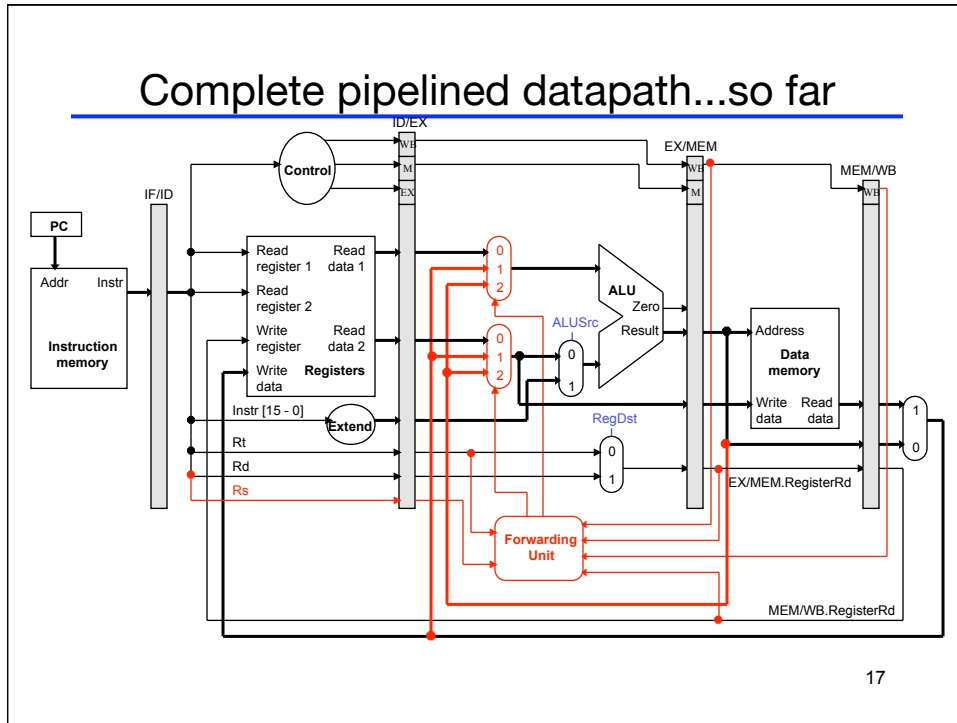 Complete pipelined datapath...so far
ID/EX
WB
M
EX
EX/MEM
WB
M
MEM/WB
WB
Control
IF/ID
PC
Addr Instr
Instruction
memory
Read
register 1
Read
data 1
Read
register 2
Write
register
Read
data 2
Write
data
Registers
Instr [15 - 0]
Extend
Rt
Rd
Rs
0
1
2
0
1
2
ALUSrc
0
1
ALU
Zero
Result
RegDst
0
1
Address
Data
memory
Write
data
Read
data
1
0
EX/MEM.RegisterRd
Forwarding
Unit
MEM/WB.RegisterRd
17